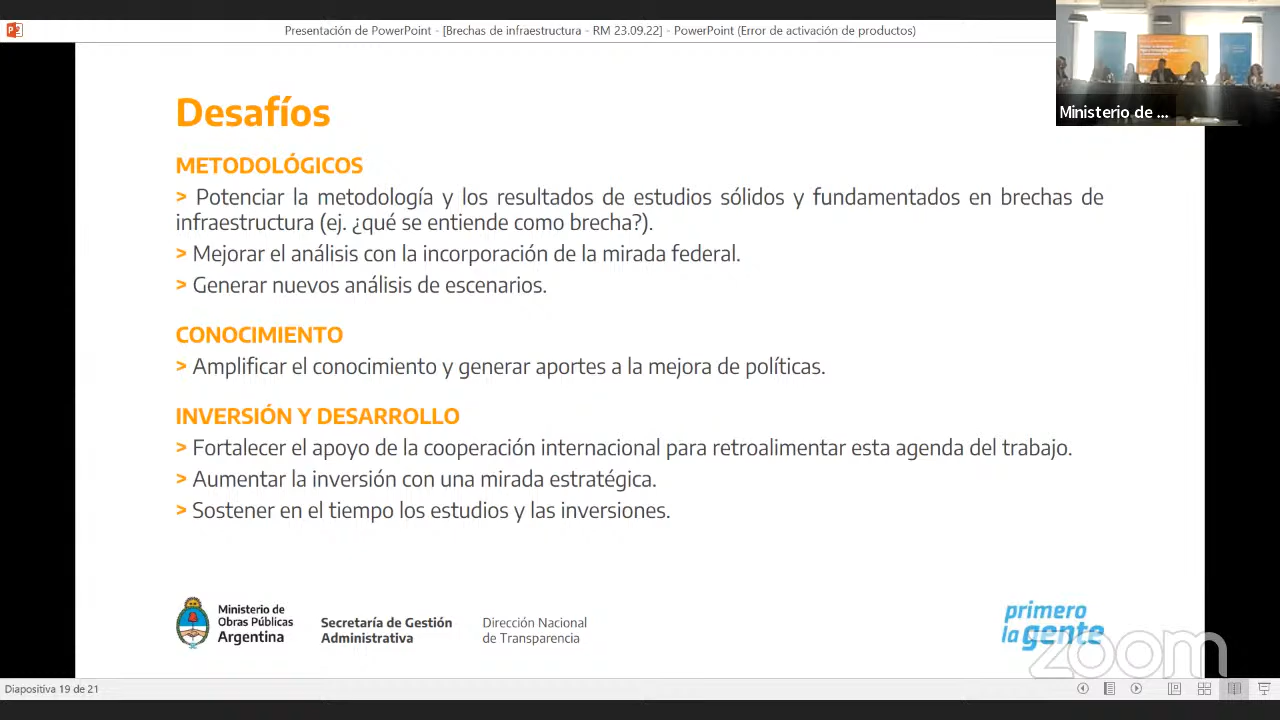 Presentación de PowerPoint - [Brechas de infraestructura - RM 23.09.22] - PowerPoint (Error de activación de productos)
Ministerio de ...
Desafíos
METODOLÓGICOS
> Potenciar la metodología y los resultados de estudios sólidos y fundamentados en brechas de
infraestructura (ej. ¿qué se entiende como brecha?).
> Mejorar el análisis con la incorporación de la mirada federal.
> Generar nuevos análisis de escenarios.
CONOCIMIENTO
> Amplificar el conocimiento y generar aportes a la mejora de políticas.
INVERSIÓN Y DESARROLLO
> Fortalecer el apoyo de la cooperación internacional para retroalimentar esta agenda del trabajo.
> Aumentar la inversión con una mirada estratégica.
> Sostener en el tiempo los estudios y las inversiones.
Ministerio de
Obras Públicas
Argentina
Secretaría de Gestión
Administrativa
Dirección Nacional
de Transparencia
primero
la gente
zoom
Diapositiva 19 de 21